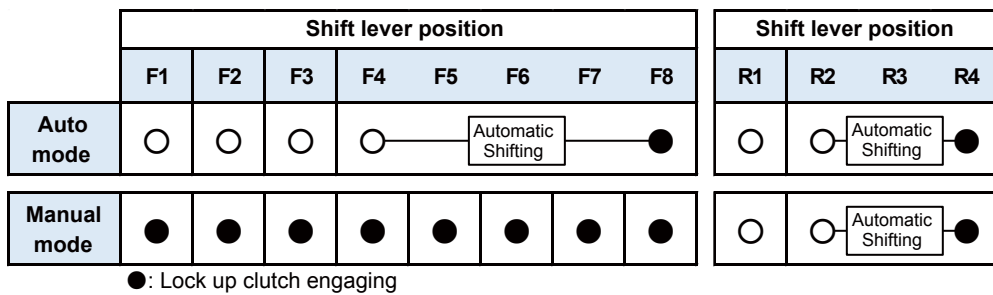 Shift lever position
Shift lever position
F1 F2 F3 F4 F5 F6 F7 F8
R1 R2 R3 R4
Auto
mode
Automatic
Shifting
Automatic
Shifting
Manual
mode
Automatic
Shifting
●: Lock up clutch engaging